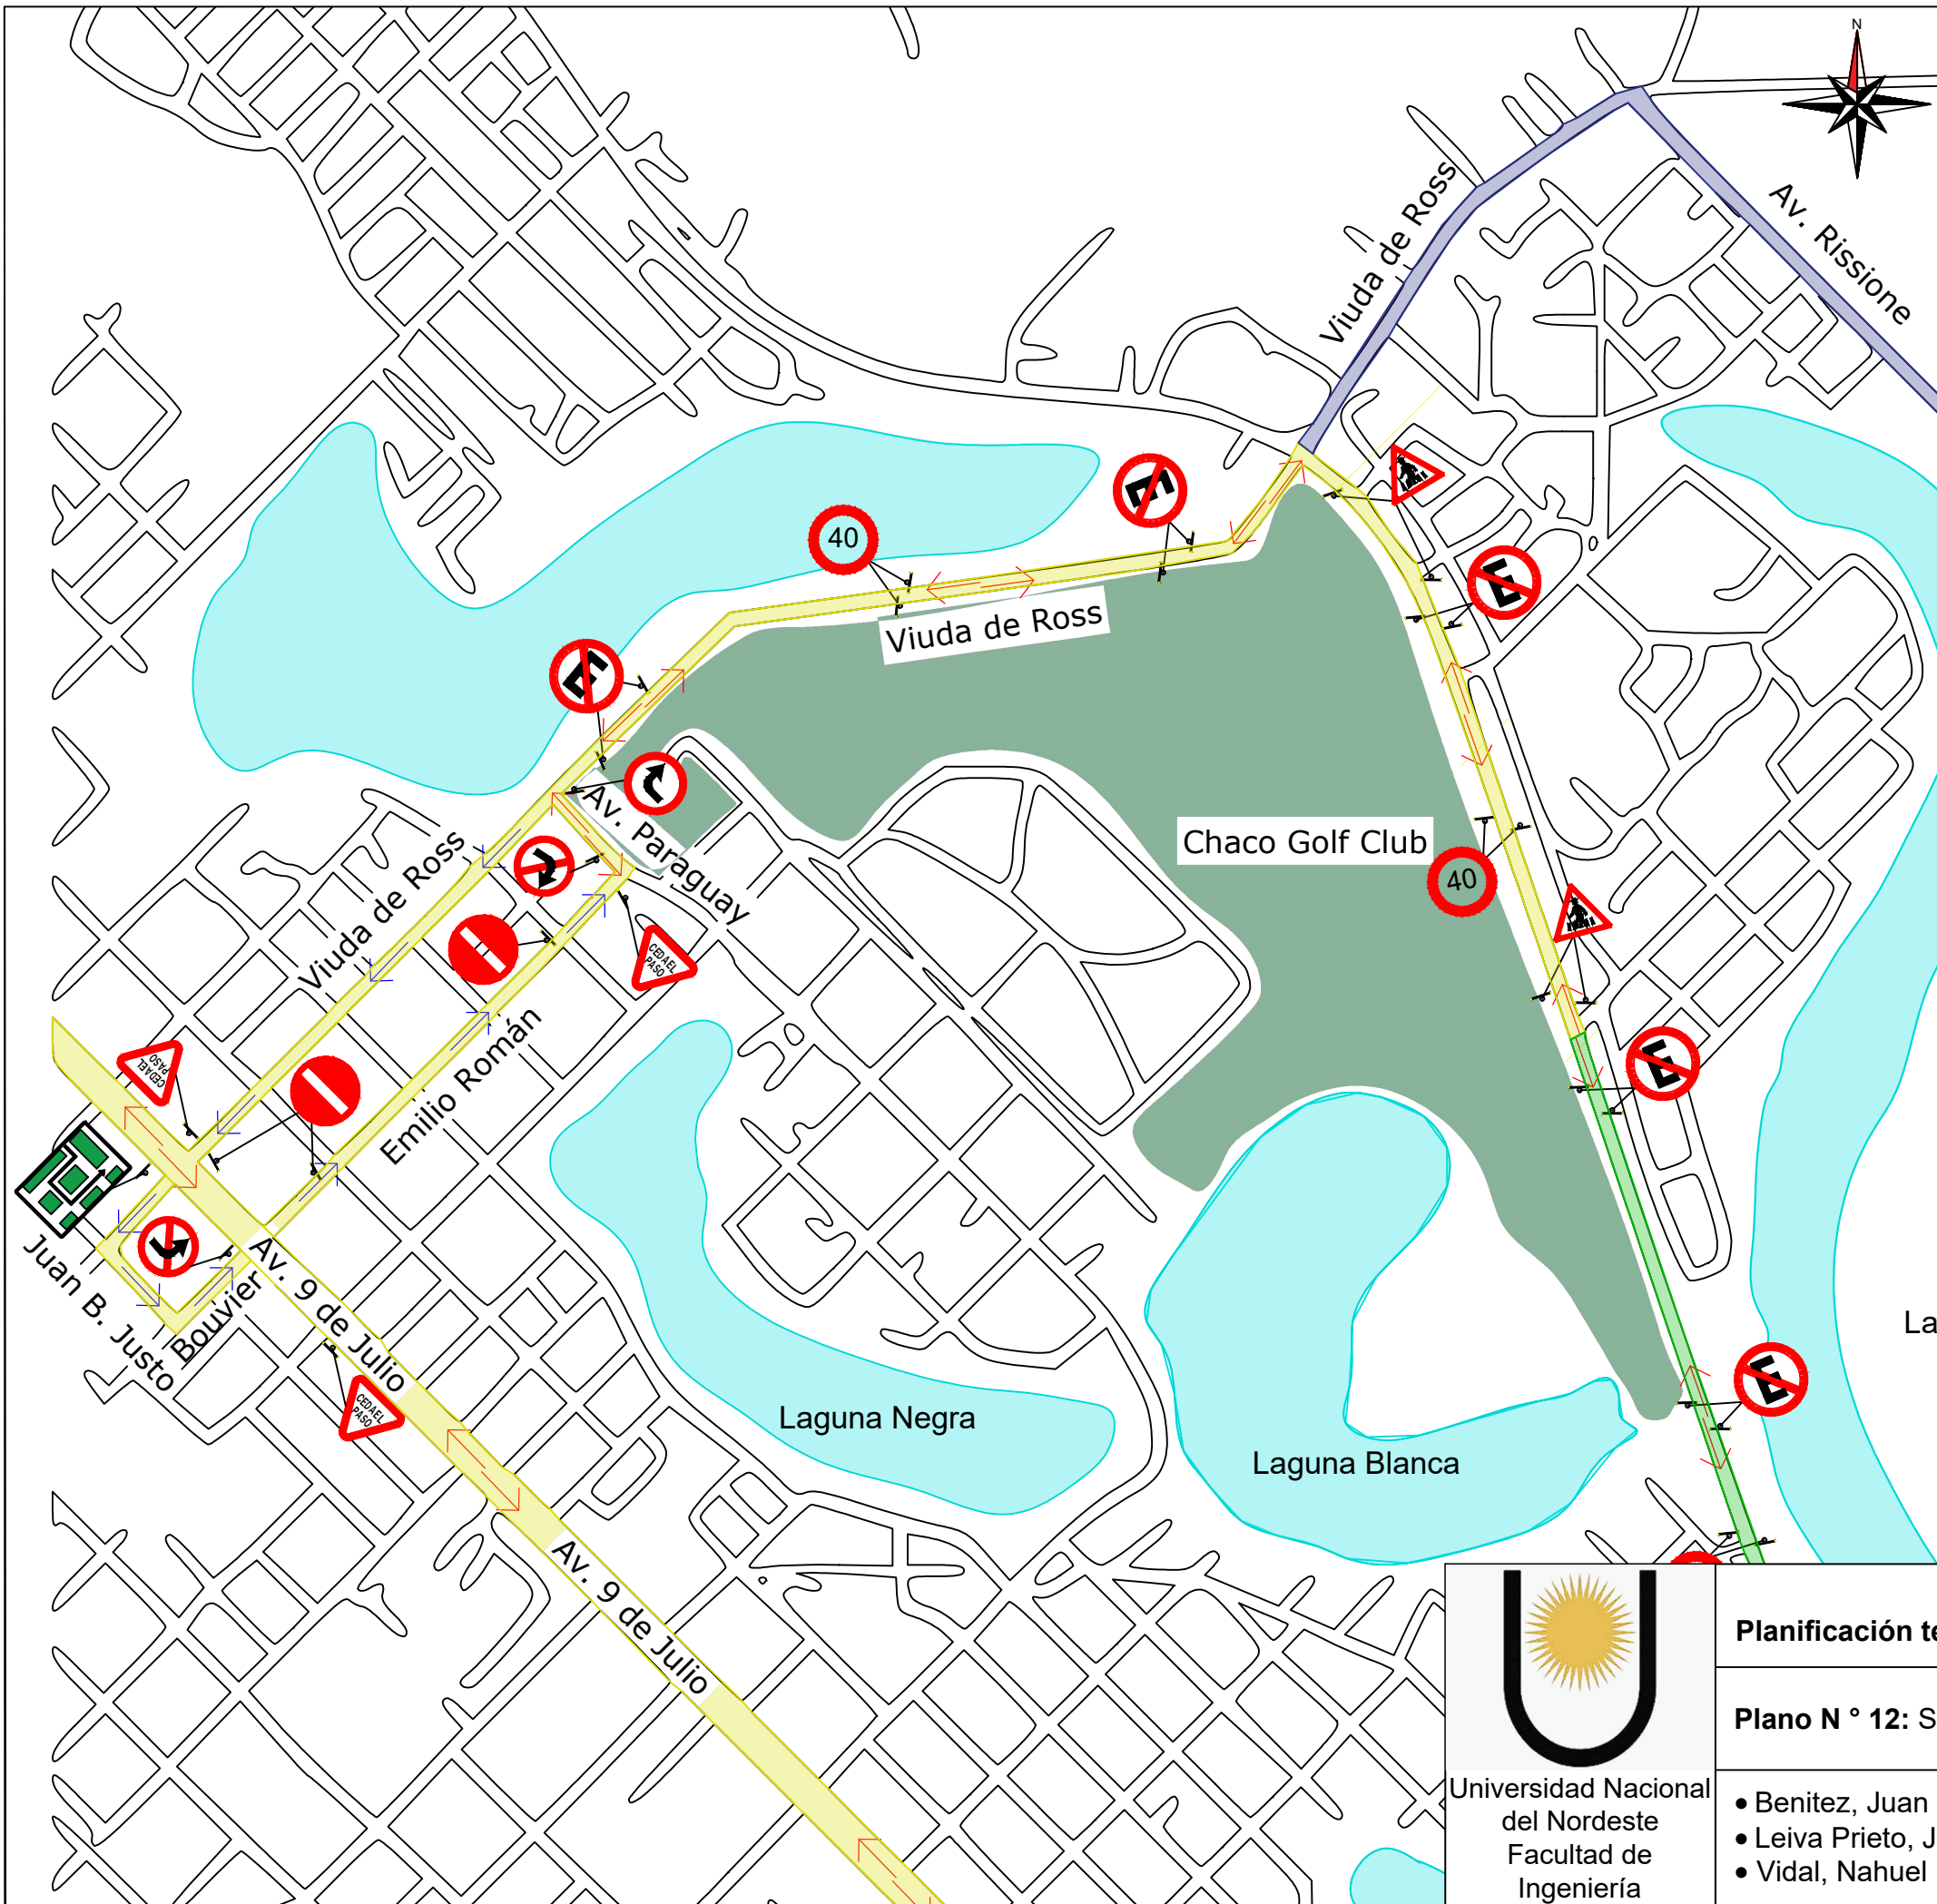 N
Viuda de Ross
Av. Rissione
40
Viuda de Ross
Av. Paraguay
Chaco Golf Club
40
Viuda de Ross
CEDA EL
PASO
Emilio Román
CEDA EL
PASO
Juan B. Justo
Bouvier
Av. 9 de Julio
CEDA EL
PASO
Laguna Negra
Laguna Blanca
La
Av. 9 de Julio
Planificación te
Plano N ° 12: S
Universidad Nacional
del Nordeste
Facultad de
Ingeniería
• Benitez, Juan
• Leiva Prieto, J
• Vidal, Nahuel